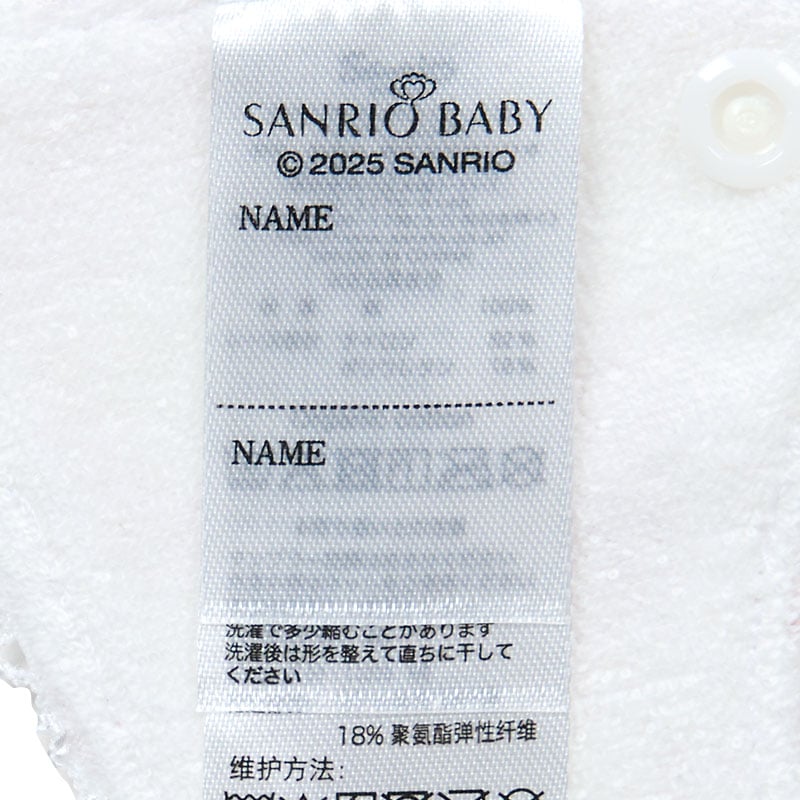 SANRIO BABY
© 2025 SANRIO
NAME
NAME
洗濯で多少縮むことがあります
洗濯後は形を整えて直ちに干して
ください
18% 聚氨酯弹性纤维
维护方法: